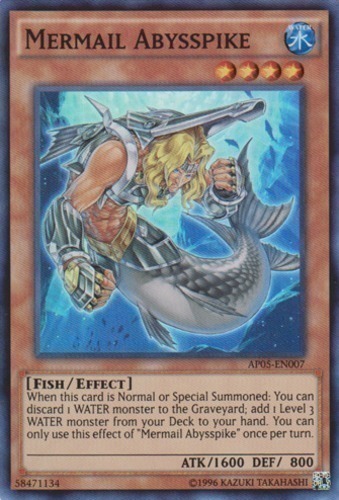 MERMAIL ABYSSPIKE
WATER
水
AP05-EN007
[FISH/EFFECT]
When this card is Normal or Special Summoned: You can
discard 1 WATER monster to the Graveyard; add 1 Level 3
WATER monster from your Deck to your hand. You can
only use this effect of "Mermail Abysspike" once per turn.
ATK/1600 DEF/ 800
58471134
©1996 KAZUKI TAKAHASHI